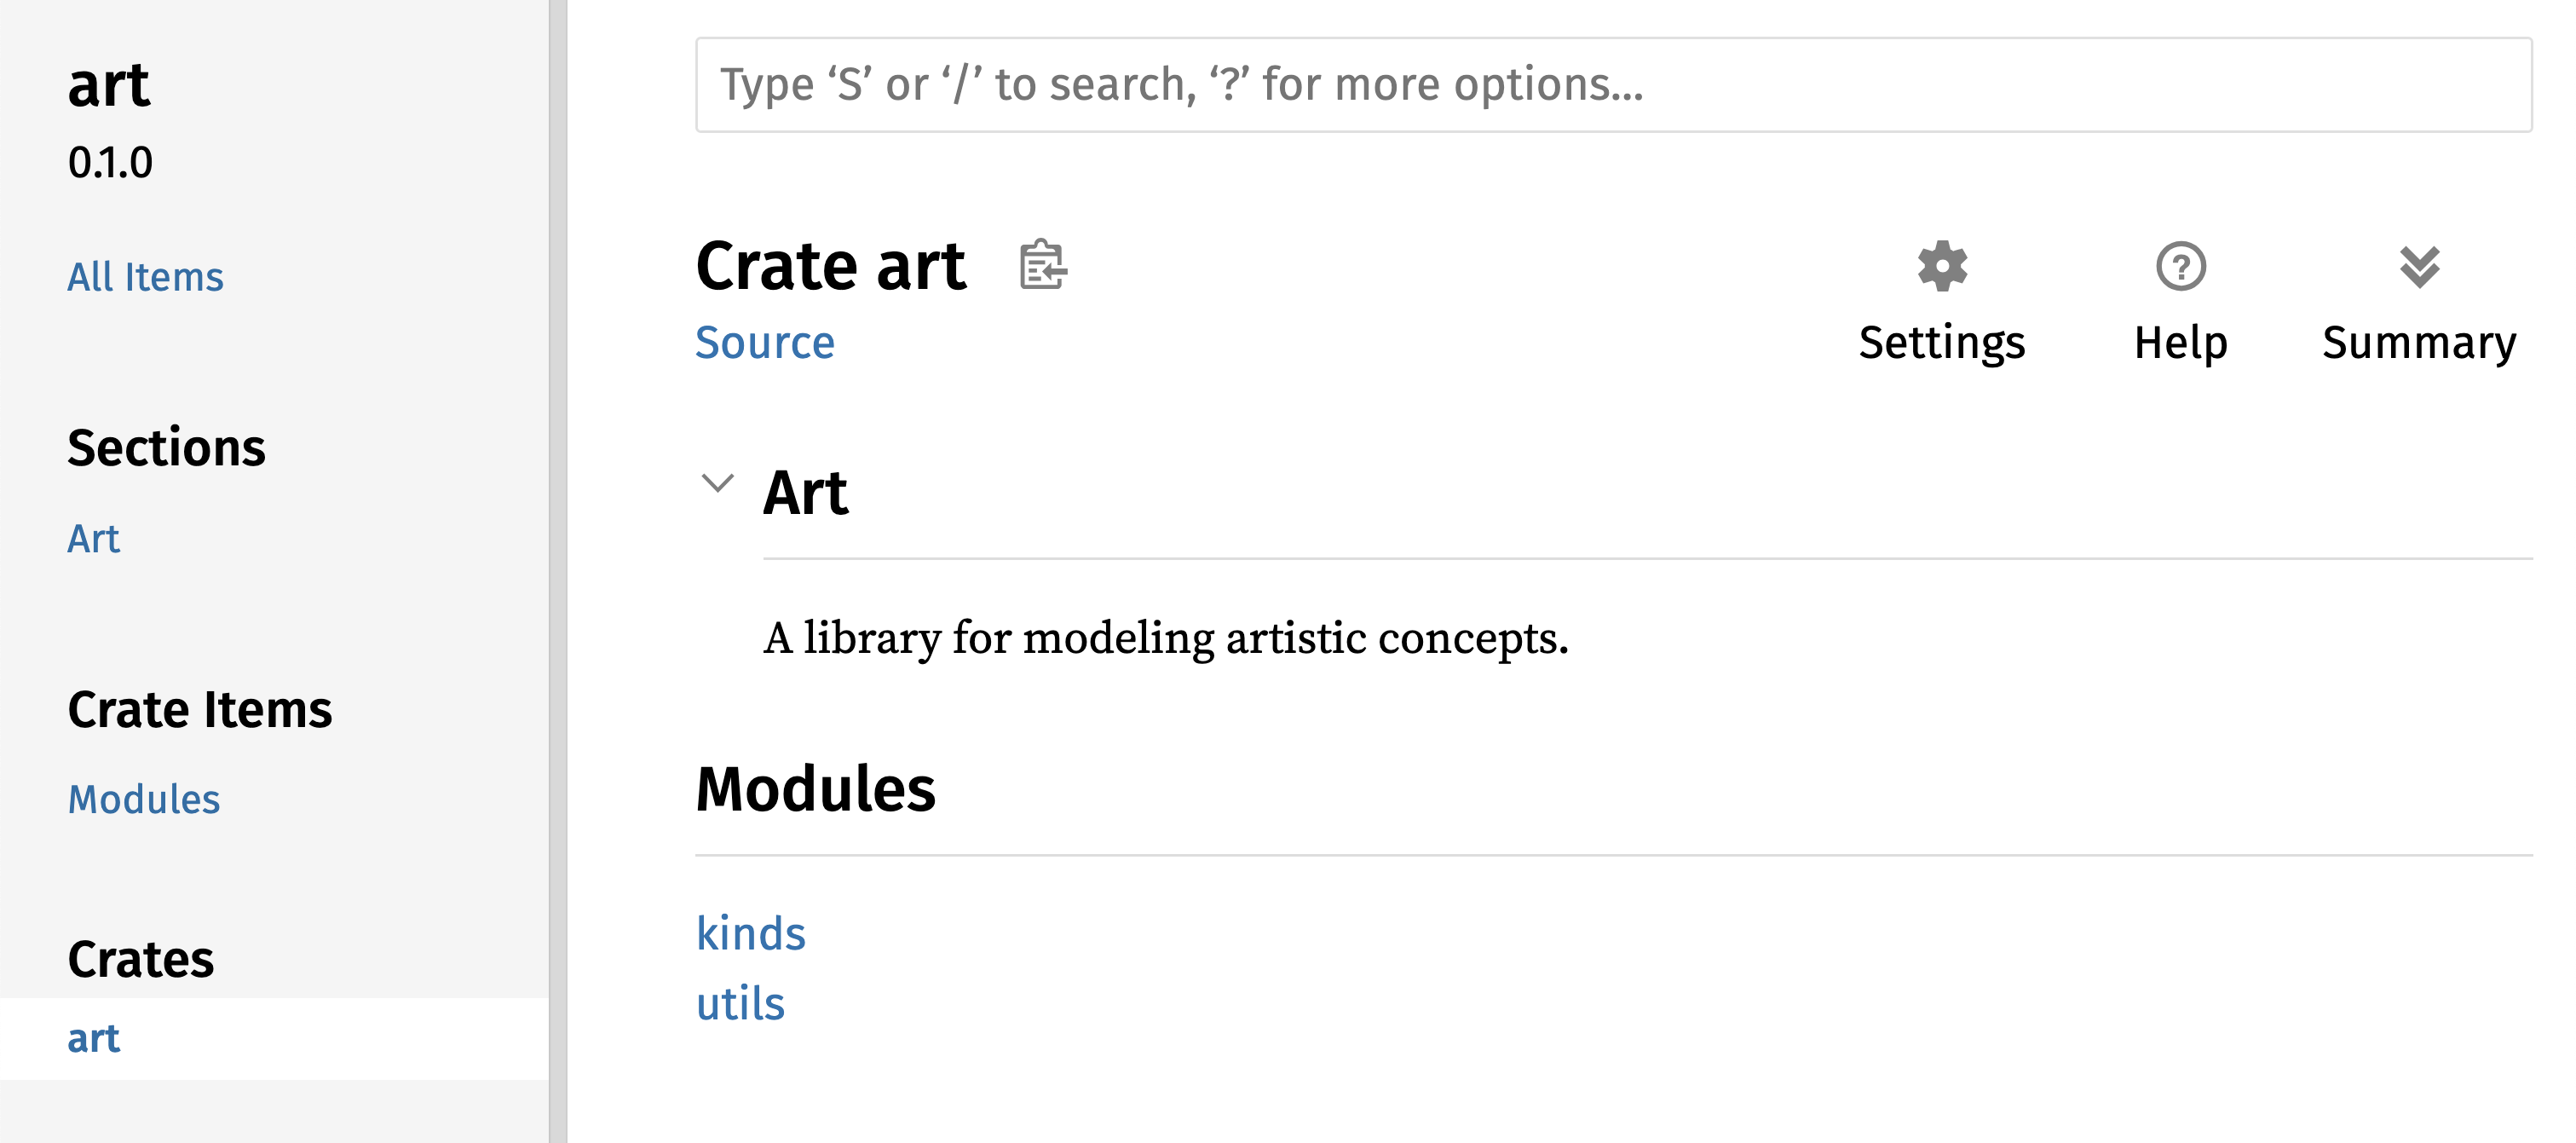 art
0.1.0
All Items
Sections
Art
Crate Items
Modules
Crates
art
Type ‘S’ or ‘/’ to search, ‘?’ for more options…
Crate art
Source
Settings
Help
Summary
Art
A library for modeling artistic concepts.
Modules
kinds
utils